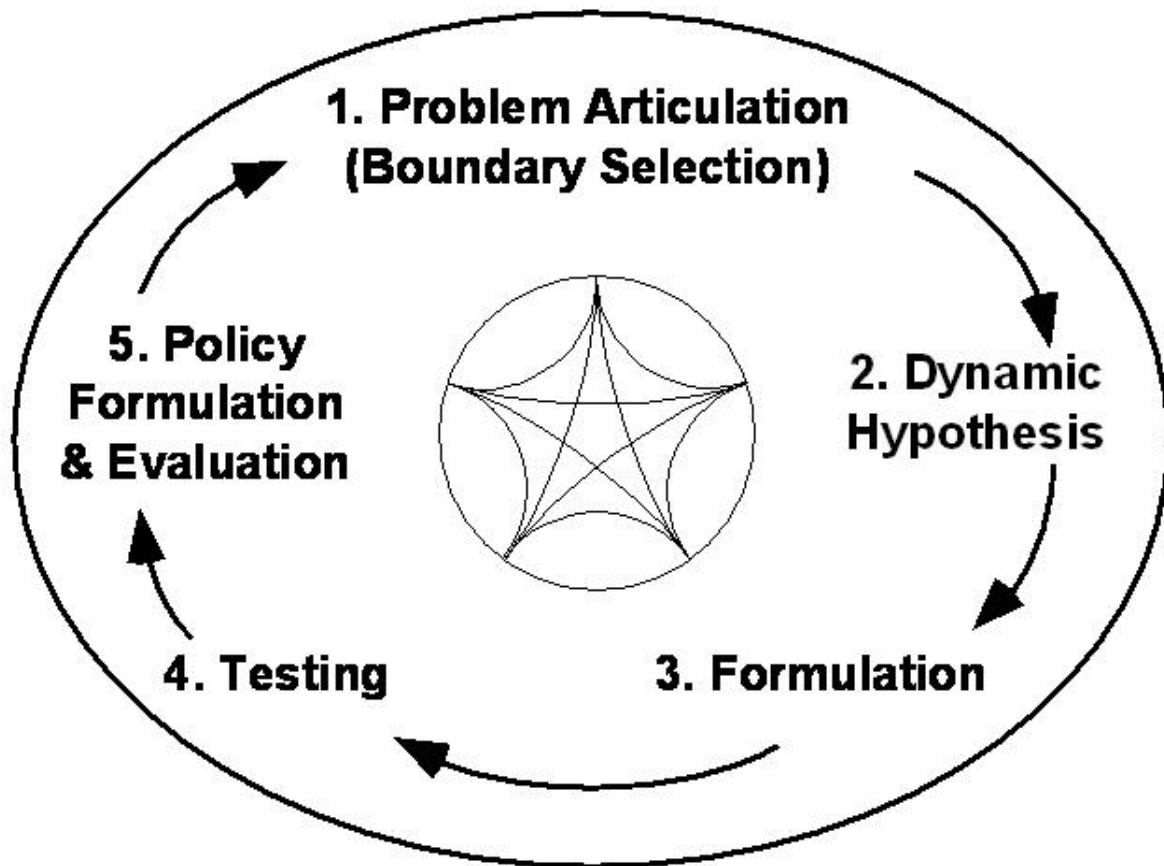 1. Problem Articulation
(Boundary Selection)
2. Dynamic
Hypothesis
3. Formulation
4. Testing
5. Policy
Formulation
& Evaluation